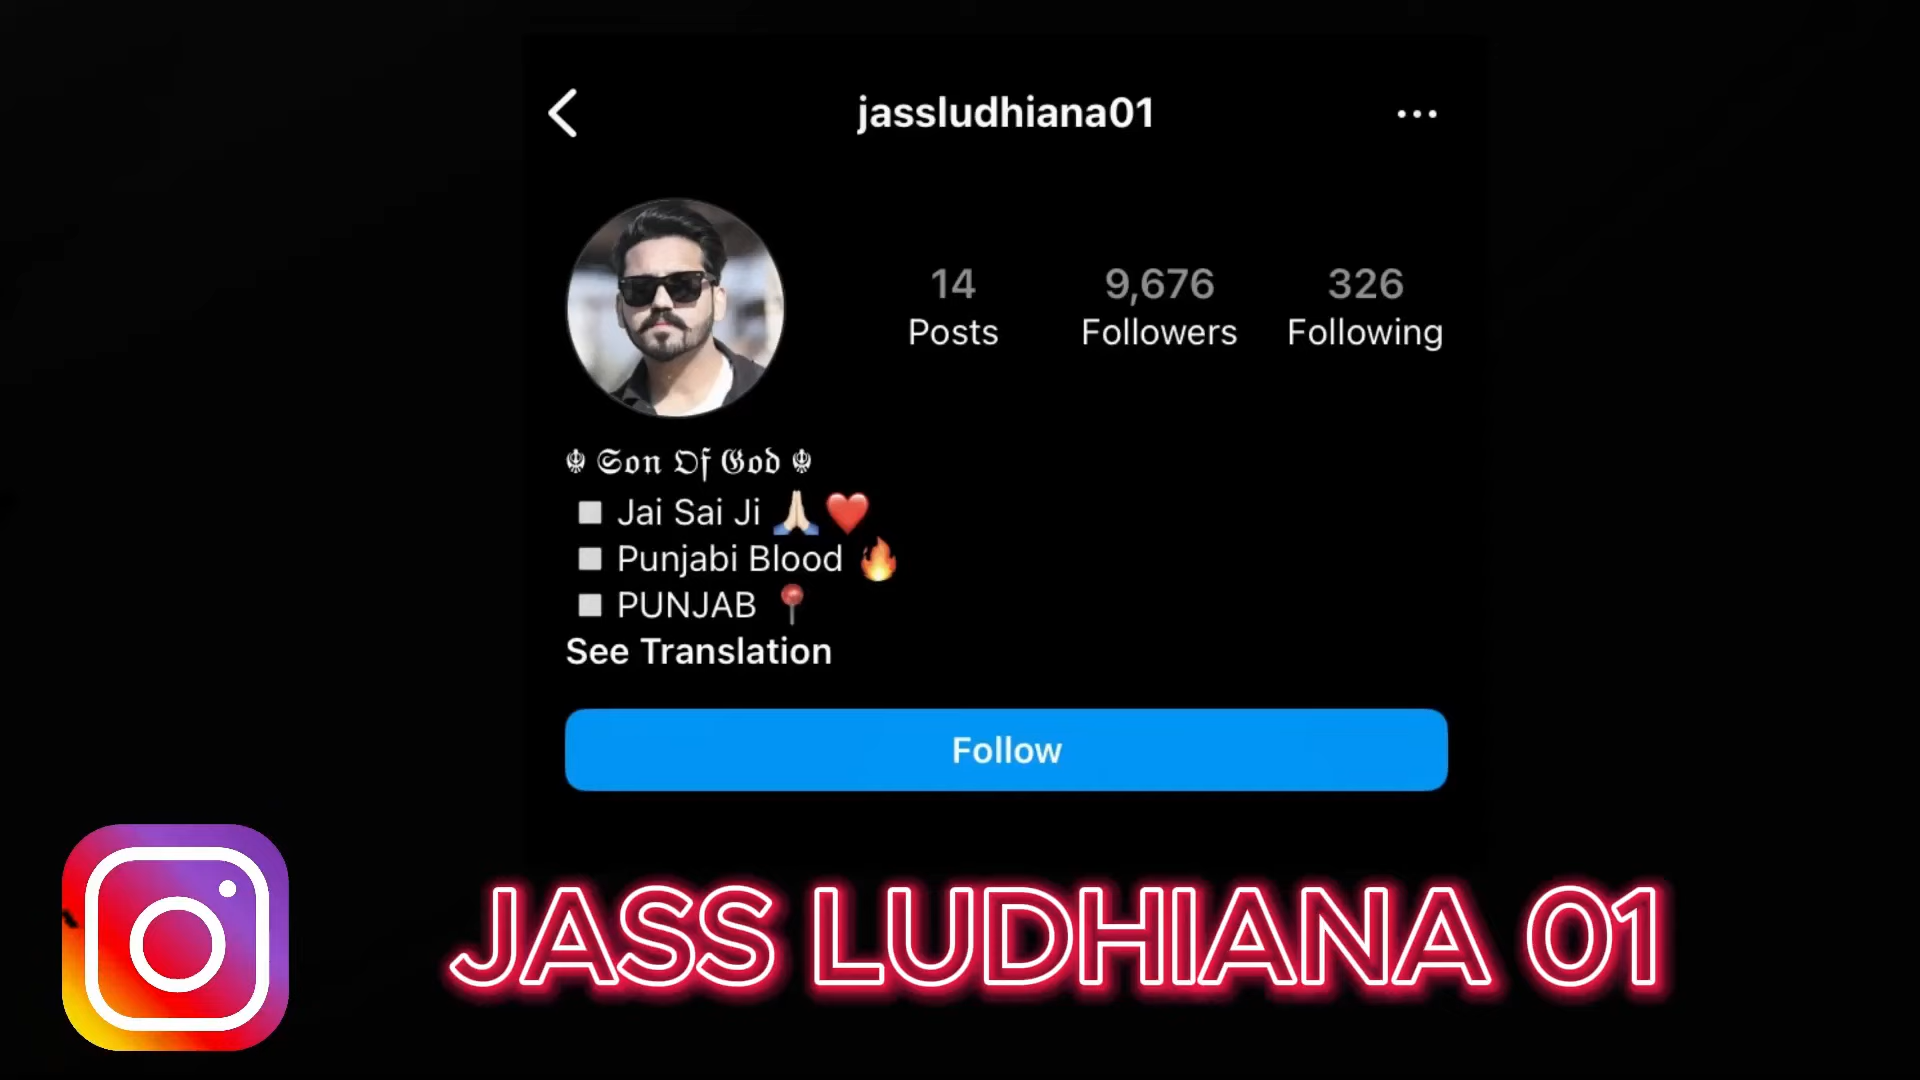 jassludhiana01
14 9,676 326
Posts Followers Following
☬ 𝕾𝖔𝖓 𝕺𝖋 𝕲𝖔𝖉 ☬
◻️ Jai Sai Ji 🙏🏻❤️
◻️ Punjabi Blood 🔥
◻️ PUNJAB 📍
See Translation
Follow
JASS LUDHIANA 01